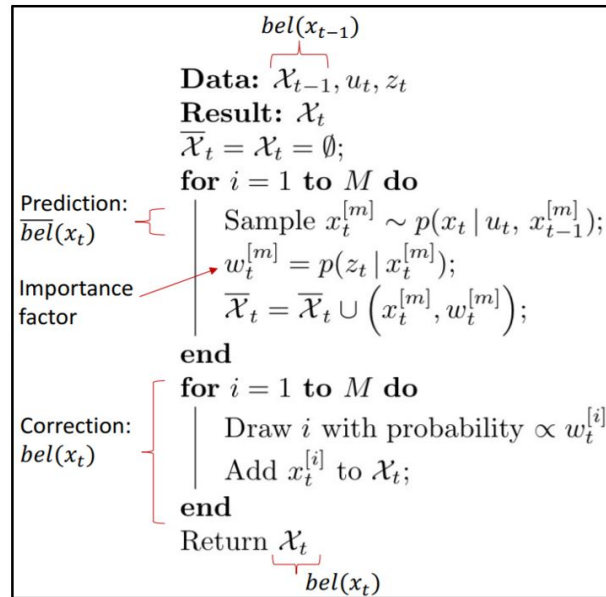 bel(x_{t−1})
Data: 𝒳_{t−1}, u_t, z_t
Result: 𝒳_t
𝒳̅_t = 𝒳_t = ∅;
for i = 1 to M do
Prediction:
b̅e̅l̅(x_t)
Sample x_t^{[m]} ∼ p(x_t | u_t, x_{t−1}^{[m]});
w_t^{[m]} = p(z_t | x_t^{[m]});
Importance
factor
𝒳̅_t = 𝒳̅_t ∪ (x_t^{[m]}, w_t^{[m]});
end
for i = 1 to M do
Correction:
bel(x_t)
Draw i with probability ∝ w_t^{[i]}
Add x_t^{[i]} to 𝒳_t;
end
Return 𝒳_t
bel(x_t)